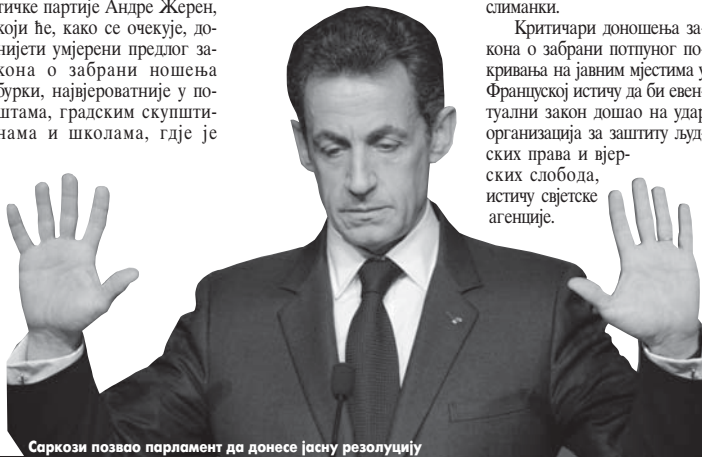 тичке партије Андре Жерен,
који ће, како се очекује, до-
нијети умјерени предлог за-
кона о забрани ношења
бурки, највјероватније у по-
штама, градским скупшти-
нама и школама, гдје је
слиманки.
Критичари доношења за-
кона о забрани потпуног по-
кривања на јавним мјестима у
Француској истичу да би евен-
туални закон дошао на удар
организација за заштиту људ-
ских права и вјер-
ских слобода,
истичу свјетске
агенције.
Саркози позвао парламент да донесе јасну резолуцију